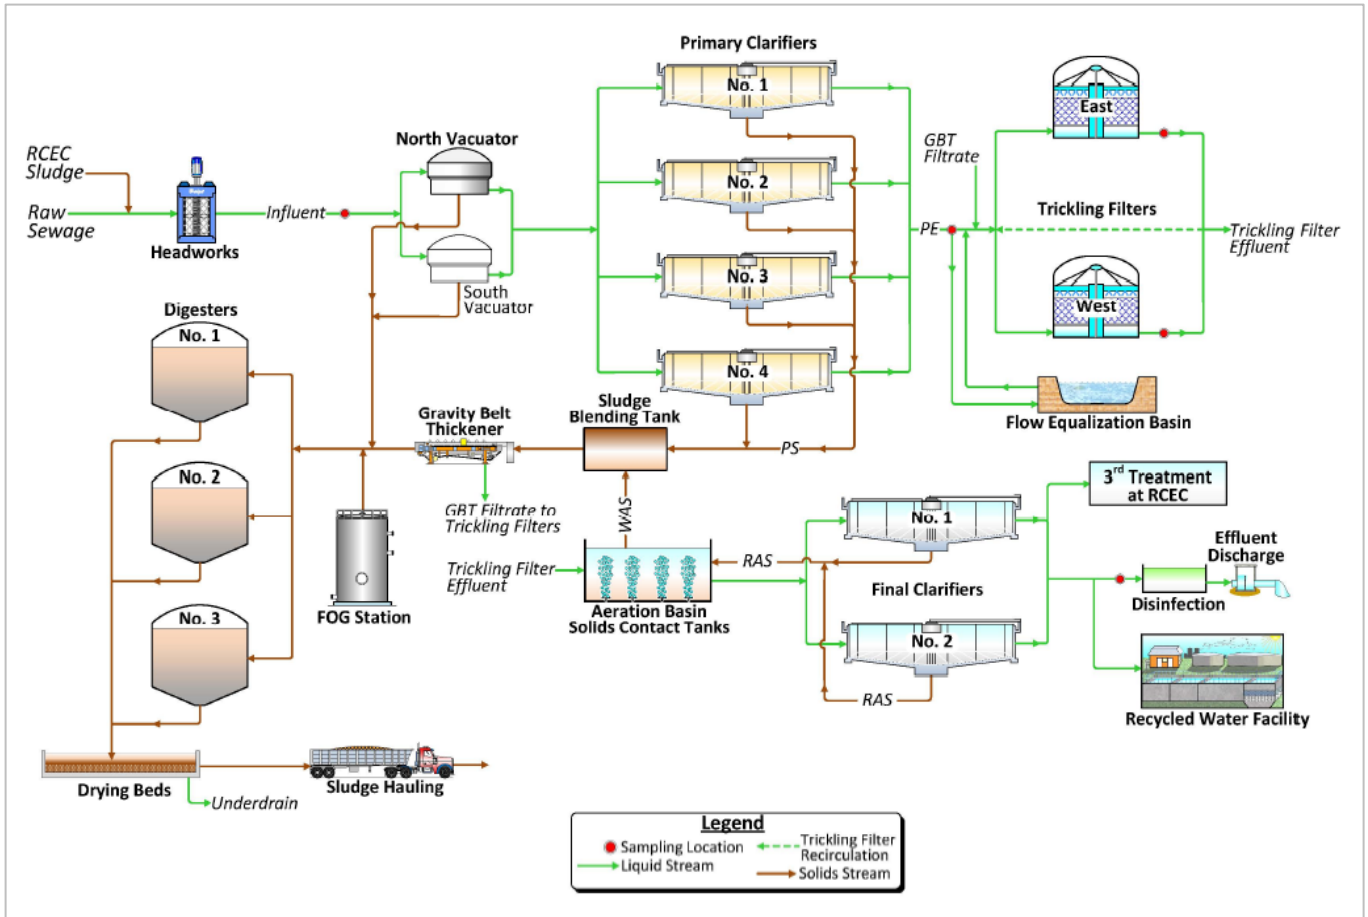 Primary Clarifiers
No. 1
No. 2
No. 3
No. 4
RCEC
Sludge
Raw
Sewage
Headworks
Influent
North Vacuator
South
Vacuator
GBT
Filtrate
East
PE
Trickling Filters
Trickling Filter
Effluent
West
Flow Equalization Basin
Digesters
No. 1
No. 2
No. 3
Gravity Belt
Thickener
Sludge
Blending Tank
PS
GBT Filtrate to
Trickling Filters
WAS
FOG Station
Trickling Filter
Effluent
Aeration Basin
Solids Contact Tanks
RAS
No. 1
Final Clarifiers
No. 2
RAS
3rd Treatment
at RCEC
Effluent
Discharge
Disinfection
Recycled Water Facility
Drying Beds
Underdrain
Sludge Hauling
Legend
Sampling Location
Liquid Stream
Trickling Filter
Recirculation
Solids Stream